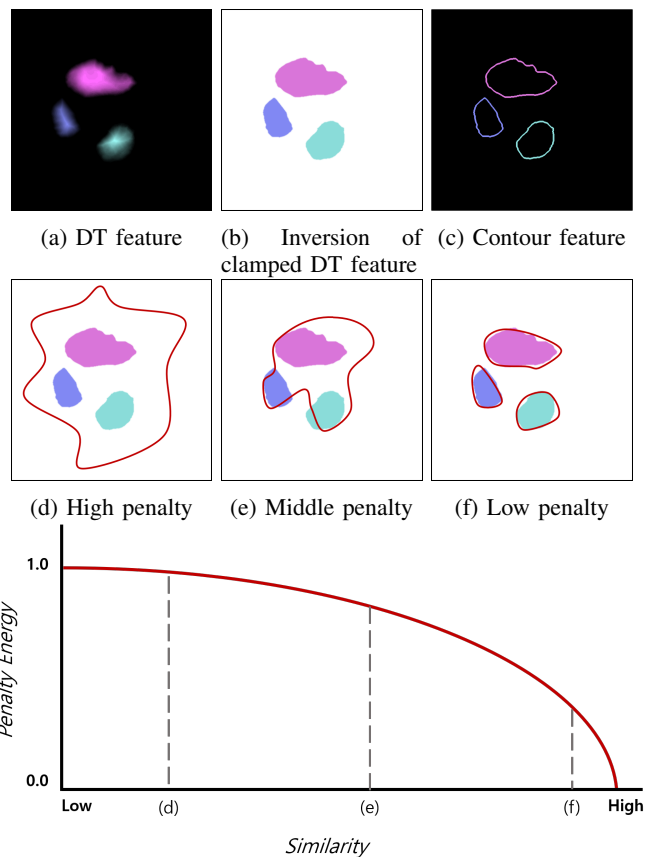 (a) DT feature
(b) Inversion of
clamped DT feature
(c) Contour feature
(d) High penalty
(e) Middle penalty
(f) Low penalty
1.0
Penalty Energy
0.0
Low
(d)
(e)
(f)
High
Similarity